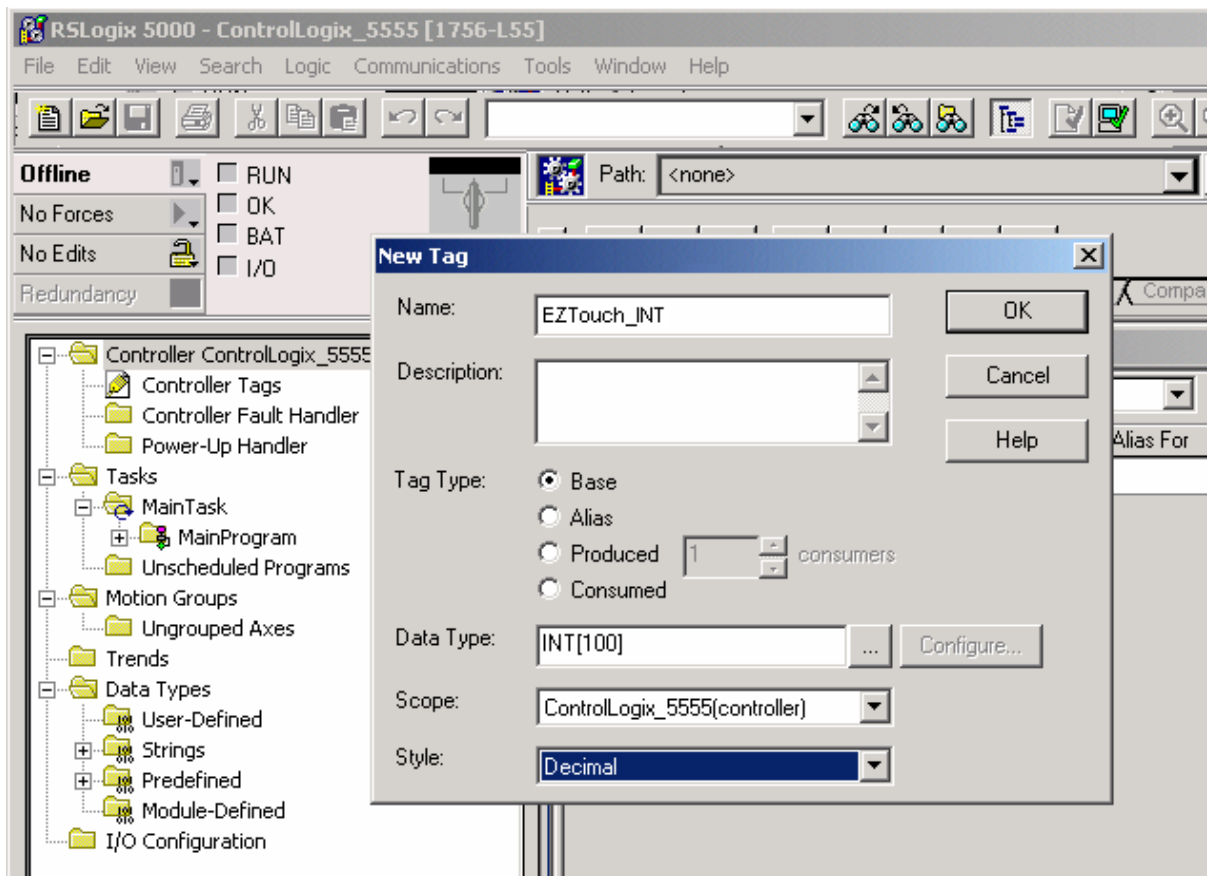 RSLogix 5000 - ControlLogix_5555 [1756-L55]
File Edit View Search Logic Communications Tools Window Help
Offline
RUN
Path: <none>
No Forces
OK
BAT
No Edits
I/O
Redundancy
New Tag
Name: EZTouch_INT
OK
Compa
Description:
Cancel
Help
Alias For
Tag Type: Base
Alias
Produced 1 consumers
Consumed
Data Type: INT[100] ... Configure...
Scope: ControlLogix_5555(controller)
Style: Decimal
Controller ControlLogix_5555
Controller Tags
Controller Fault Handler
Power-Up Handler
Tasks
MainTask
MainProgram
Unscheduled Programs
Motion Groups
Ungrouped Axes
Trends
Data Types
User-Defined
Strings
Predefined
Module-Defined
I/O Configuration